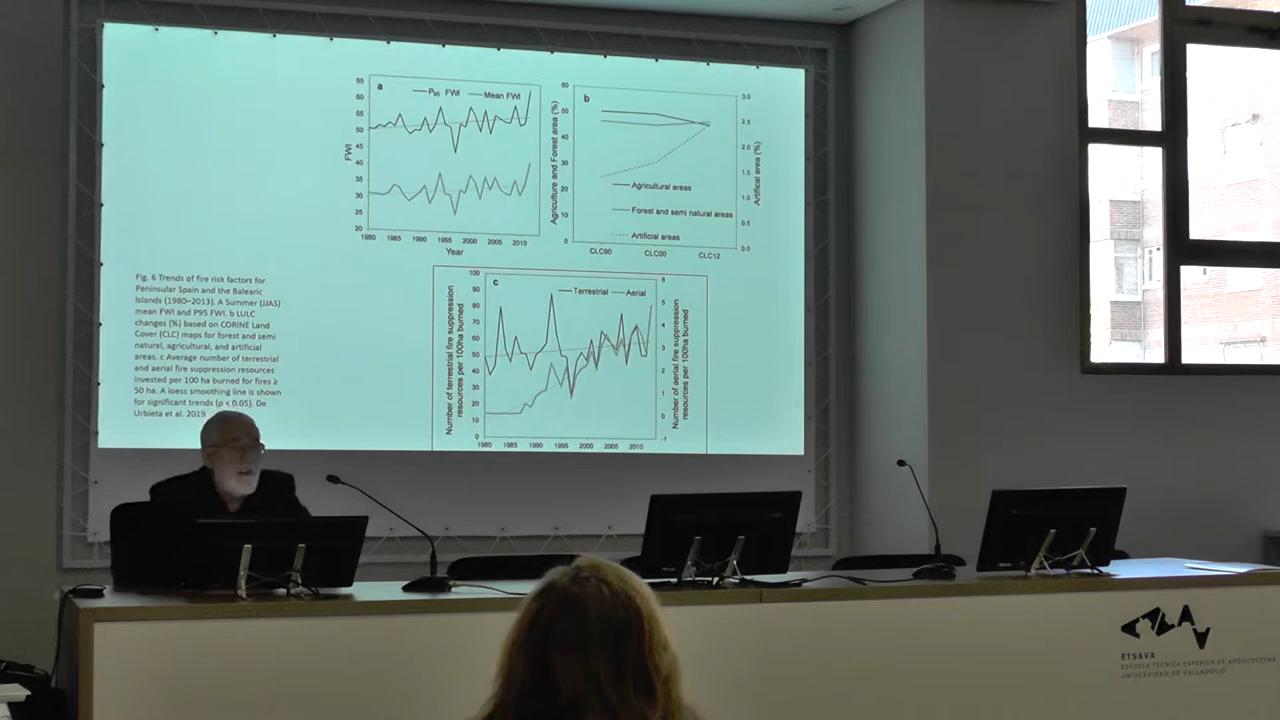 a
P95 FWI
Mean FWI
65
60
55
50
45
40
35
30
25
20
FWI
1980 1985 1990 1995 2000 2005 2010
Year
b
60
50
40
30
20
10
0
Agriculture and Forest area (%)
3.0
2.5
2.0
1.5
1.0
0.5
0.0
Artifical area (%)
Agricultural areas
Forest and semi natural areas
Artificial areas
CLC90 CLC00 CLC12
c
Terrestrial
Aerial
100
90
80
70
60
50
40
30
20
10
0
Number of terrestrial fire suppression
resources per 100ha burned
6
5
4
3
2
1
0
-1
Number of aerial fire suppression
resources per 100ha burned
1980 1985 1990 1995 2000 2005 2010
Fig. 6 Trends of fire risk factors for
Peninsular Spain and the Balearic
Islands (1980–2013). A Summer (JJAS)
mean FWI and P95 FWI. b LULC
changes (%) based on CORINE Land
Cover (CLC) maps for forest and semi
natural, agricultural, and artificial
areas. c Average number of terrestrial
and aerial fire suppression resources
invested per 100 ha burned for fires ≥
50 ha. A loess smoothing line is shown
for significant trends (p < 0.05). De
Urbieta et al. 2019
ETSAVA
ESCUELA TÉCNICA SUPERIOR DE ARQUITECTURA
UNIVERSIDAD DE VALLADOLID